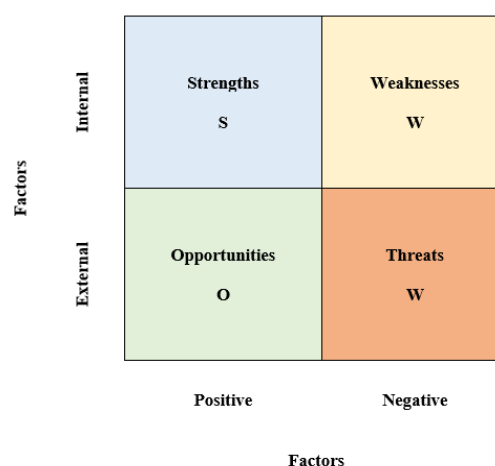 Strengths
S
Weaknesses
W
Internal
Factors
External
Opportunities
O
Threats
W
Positive
Negative
Factors